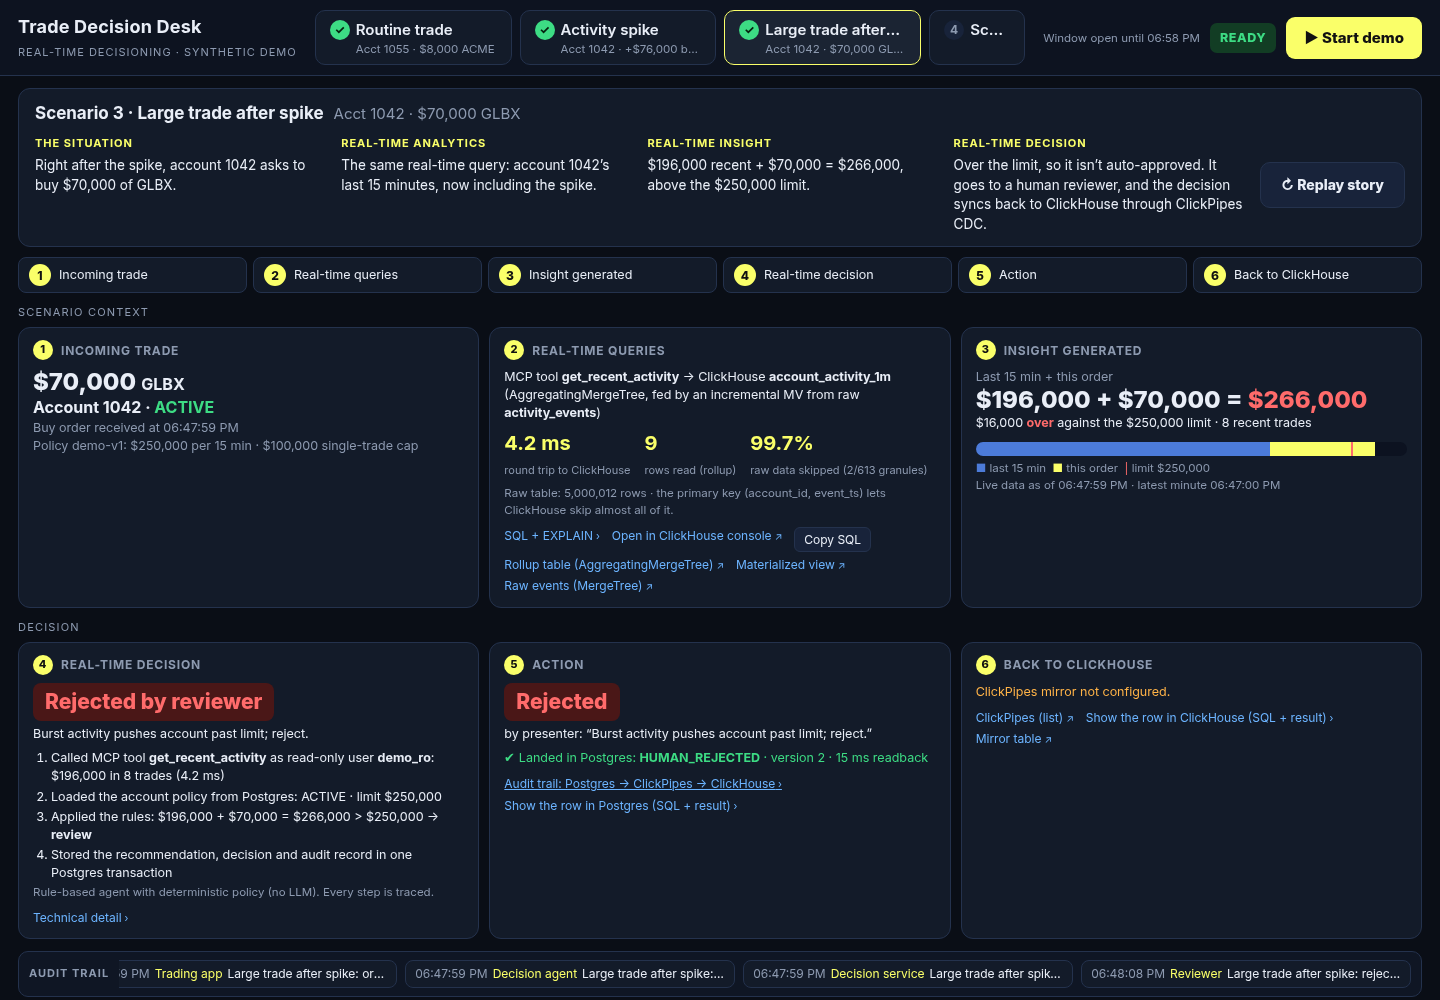 Trade Decision Desk
REAL-TIME DECISIONING · SYNTHETIC DEMO
✓ Routine trade
Acct 1055 · $8,000 ACME
✓ Activity spike
Acct 1042 · +$76,000 b...
✓ Large trade after...
Acct 1042 · $70,000 GL...
4 Sc...
Window open until 06:58 PM
READY
▶ Start demo
Scenario 3 · Large trade after spike Acct 1042 · $70,000 GLBX
THE SITUATION
Right after the spike, account 1042 asks to
buy $70,000 of GLBX.
REAL-TIME ANALYTICS
The same real-time query: account 1042's
last 15 minutes, now including the spike.
REAL-TIME INSIGHT
$196,000 recent + $70,000 = $266,000,
above the $250,000 limit.
REAL-TIME DECISION
Over the limit, so it isn't auto-approved. It
goes to a human reviewer, and the decision
syncs back to ClickHouse through ClickPipes
CDC.
↻ Replay story
1 Incoming trade
2 Real-time queries
3 Insight generated
4 Real-time decision
5 Action
6 Back to ClickHouse
SCENARIO CONTEXT
1 INCOMING TRADE
$70,000 GLBX
Account 1042 · ACTIVE
Buy order received at 06:47:59 PM
Policy demo-v1: $250,000 per 15 min · $100,000 single-trade cap
2 REAL-TIME QUERIES
MCP tool get_recent_activity → ClickHouse account_activity_1m
(AggregatingMergeTree, fed by an incremental MV from raw
activity_events)
4.2 ms 9 99.7%
round trip to ClickHouse rows read (rollup) raw data skipped (2/613 granules)
Raw table: 5,000,012 rows · the primary key (account_id, event_ts) lets
ClickHouse skip almost all of it.
SQL + EXPLAIN › Open in ClickHouse console ↗ Copy SQL
Rollup table (AggregatingMergeTree) ↗ Materialized view ↗
Raw events (MergeTree) ↗
3 INSIGHT GENERATED
Last 15 min + this order
$196,000 + $70,000 = $266,000
$16,000 over against the $250,000 limit · 8 recent trades
last 15 min this order limit $250,000
Live data as of 06:47:59 PM · latest minute 06:47:00 PM
DECISION
4 REAL-TIME DECISION
Rejected by reviewer
Burst activity pushes account past limit; reject.
1. Called MCP tool get_recent_activity as read-only user demo_ro:
$196,000 in 8 trades (4.2 ms)
2. Loaded the account policy from Postgres: ACTIVE · limit $250,000
3. Applied the rules: $196,000 + $70,000 = $266,000 > $250,000 →
review
4. Stored the recommendation, decision and audit record in one
Postgres transaction
Rule-based agent with deterministic policy (no LLM). Every step is traced.
Technical detail ›
5 ACTION
Rejected
by presenter: “Burst activity pushes account past limit; reject.”
✔ Landed in Postgres: HUMAN_REJECTED · version 2 · 15 ms readback
Audit trail: Postgres → ClickPipes → ClickHouse ›
Show the row in Postgres (SQL + result) ›
6 BACK TO CLICKHOUSE
ClickPipes mirror not configured.
ClickPipes (list) ↗ Show the row in ClickHouse (SQL + result) ›
Mirror table ↗
AUDIT TRAIL
9 PM Trading app Large trade after spike: or...
06:47:59 PM Decision agent Large trade after spike:...
06:47:59 PM Decision service Large trade after spik...
06:48:08 PM Reviewer Large trade after spike: rejec...